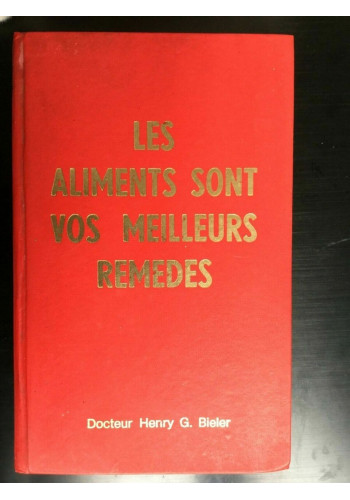 LES
ALIMENTS SONT
VOS MEILLEURS
REMEDES
Docteur Henry G. Bieler